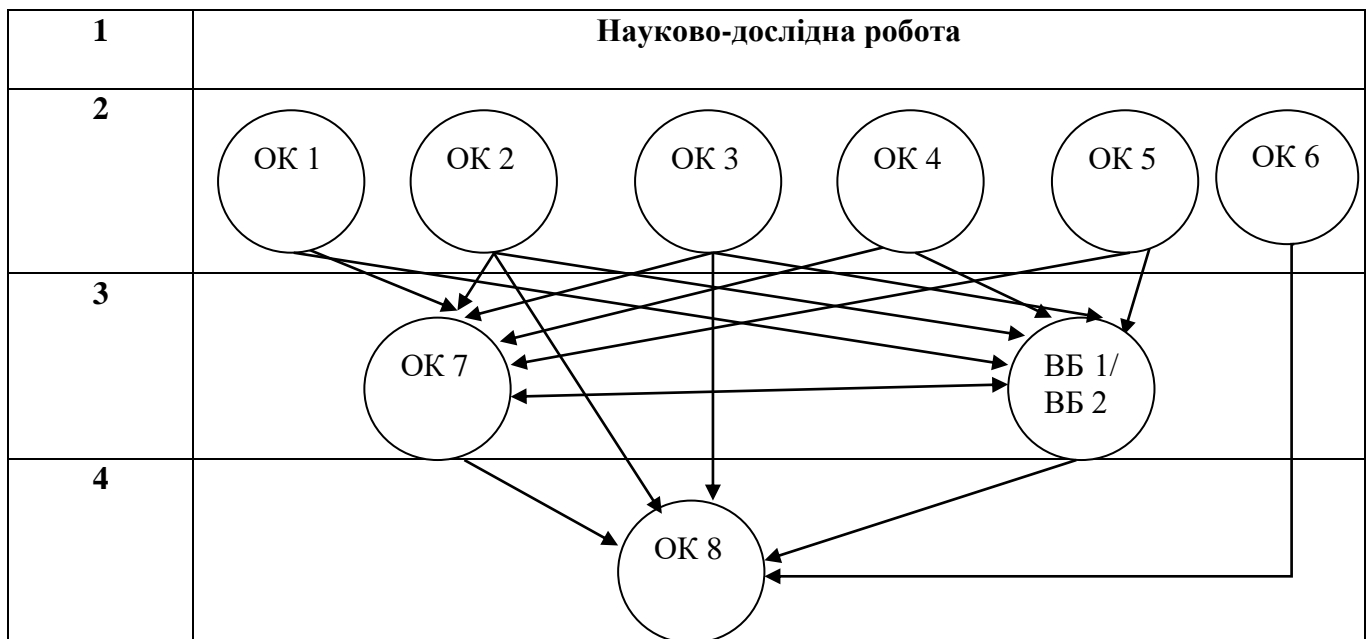 1
Науково-дослідна робота
2
ОК 1
ОК 2
ОК 3
ОК 4
ОК 5
ОК 6
3
ОК 7
ВБ 1/
ВБ 2
4
ОК 8